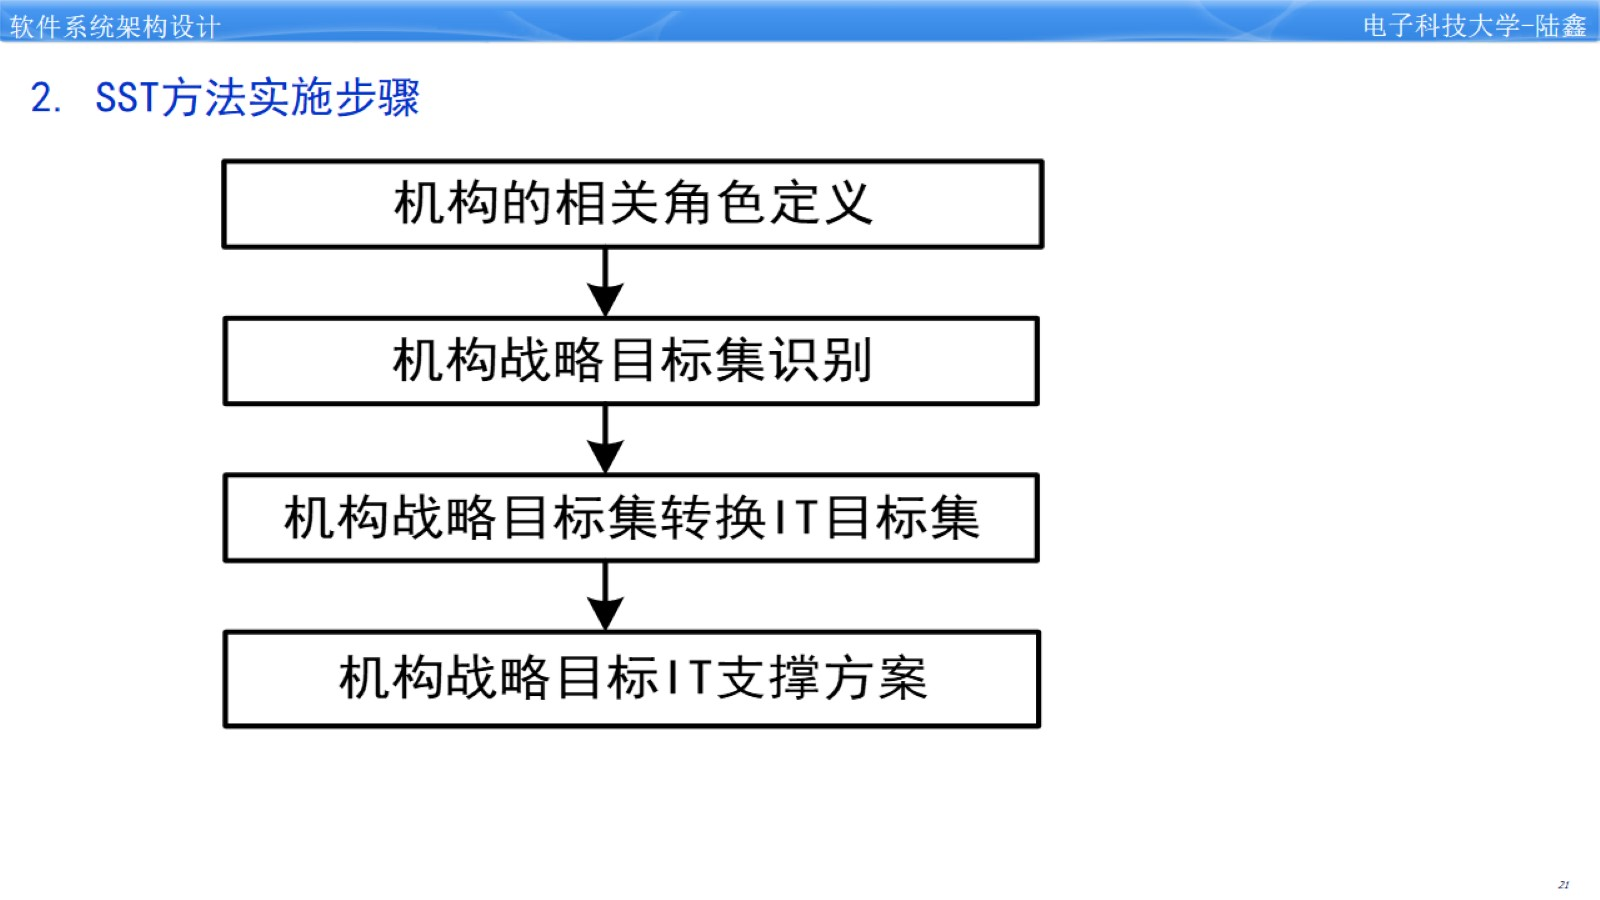 软件系统架构设计
电子科技大学-陆鑫
2. SST方法实施步骤
机构的相关角色定义
机构战略目标集识别
机构战略目标集转换IT目标集
机构战略目标IT支撑方案
21